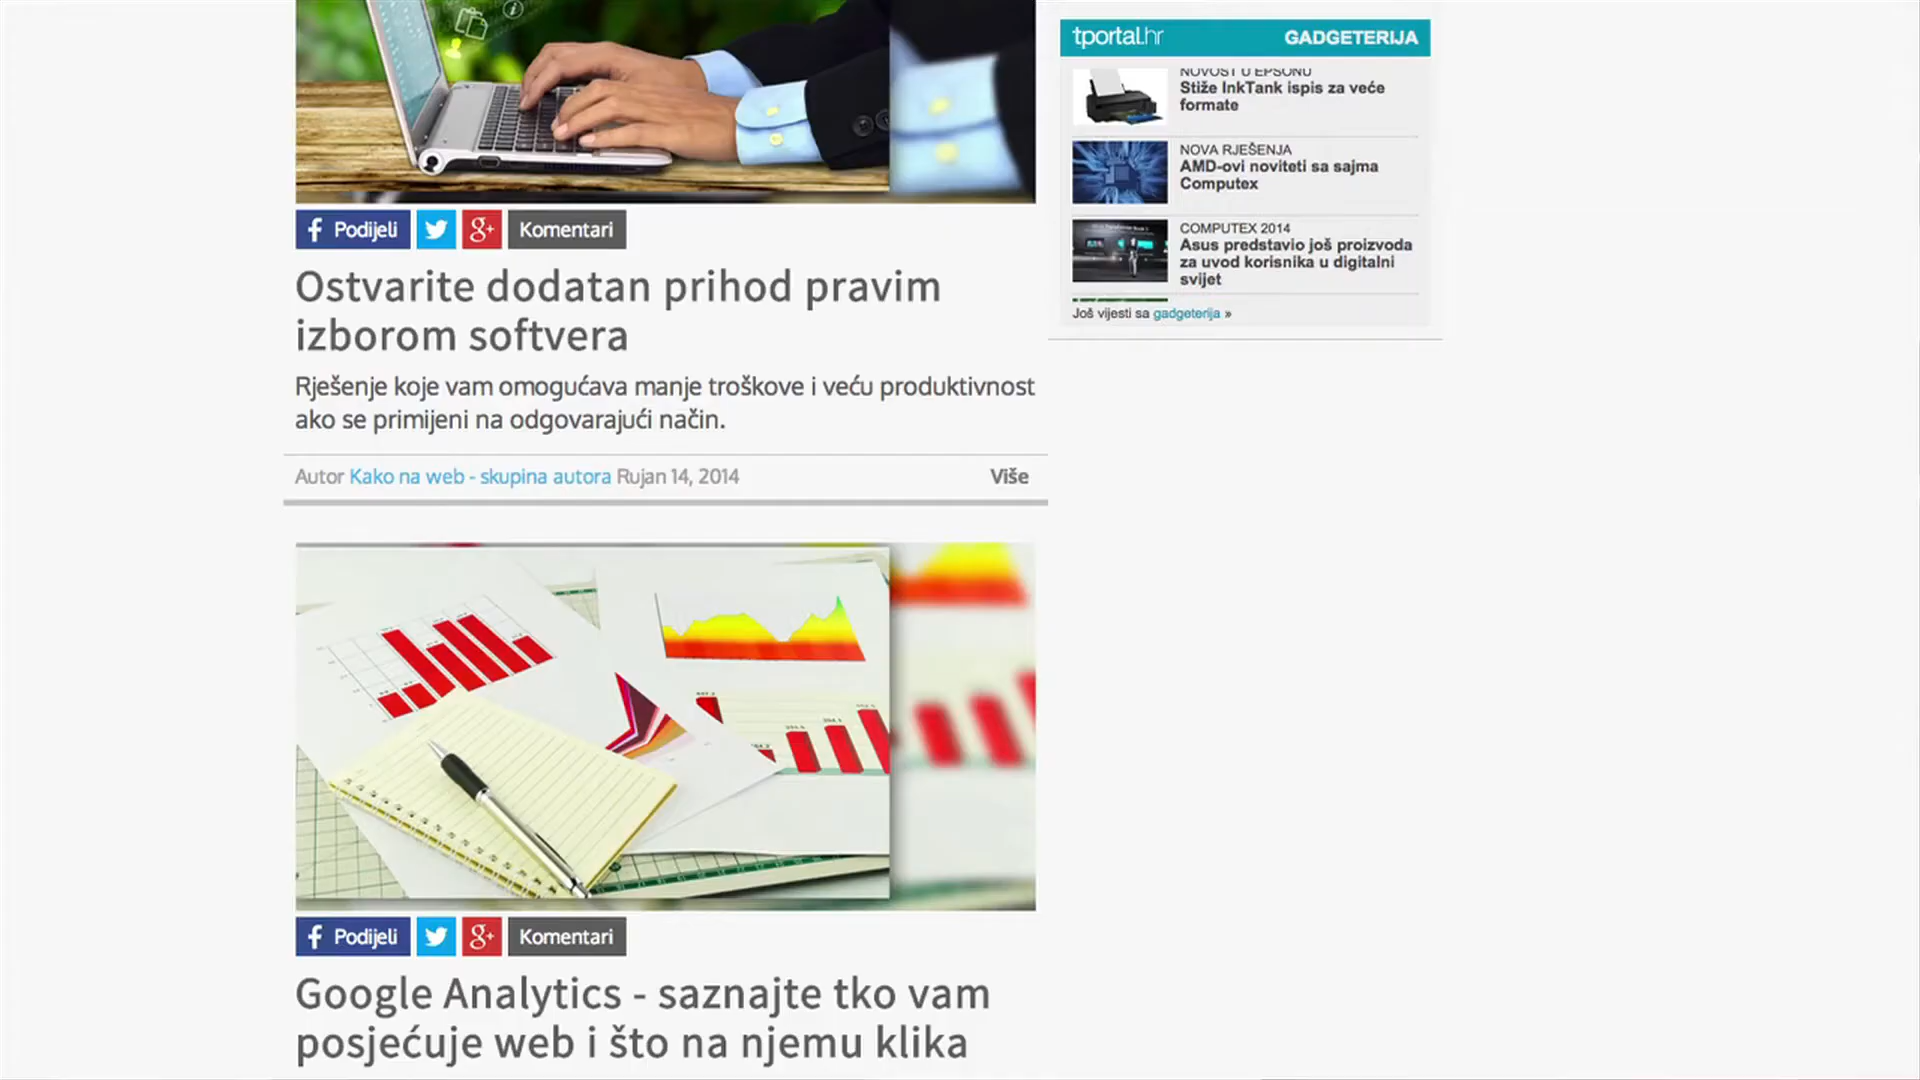 Podijeli
Komentari
Ostvarite dodatan prihod pravim
izborom softvera
Rješenje koje vam omogućava manje troškove i veću produktivnost
ako se primijeni na odgovarajući način.
Autor Kako na web - skupina autora Rujan 14, 2014
Više
Podijeli
Komentari
Google Analytics - saznajte tko vam
posjećuje web i što na njemu klika
tportal.hr
GADGETERIJA
NOVOST U EPSONU
Stiže InkTank ispis za veće
formate
NOVA RJEŠENJA
AMD-ovi noviteti sa sajma
Computex
COMPUTEX 2014
Asus predstavio još proizvoda
za uvod korisnika u digitalni
svijet
Još vijesti sa gadgeterija »